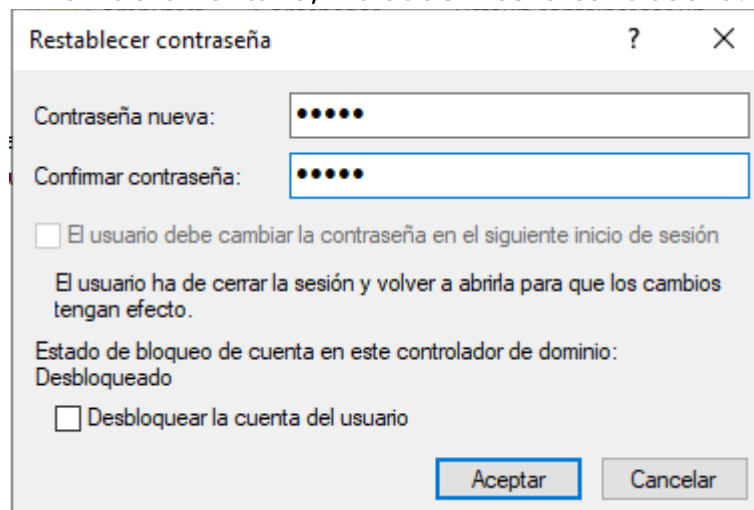 Restablecer contraseña
Contraseña nueva:
•••••
Confirmar contraseña:
•••••
El usuario debe cambiar la contraseña en el siguiente inicio de sesión
El usuario ha de cerrar la sesión y volver a abrirla para que los cambios
tengan efecto.
Estado de bloqueo de cuenta en este controlador de dominio:
Desbloqueado
Desbloquear la cuenta del usuario
Aceptar Cancelar